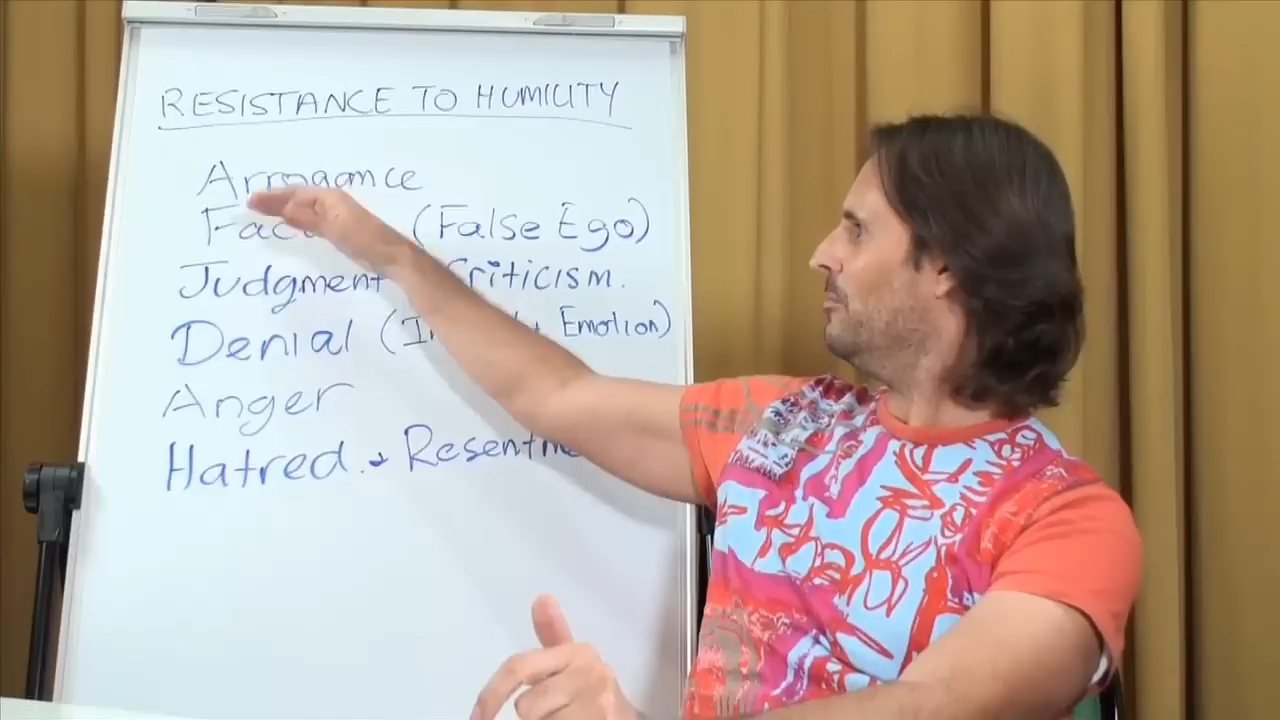 RESISTANCE TO HUMILITY
Arrogance
(False Ego)
Judgment Criticism.
Denial Emotion)
Anger
Hatred +